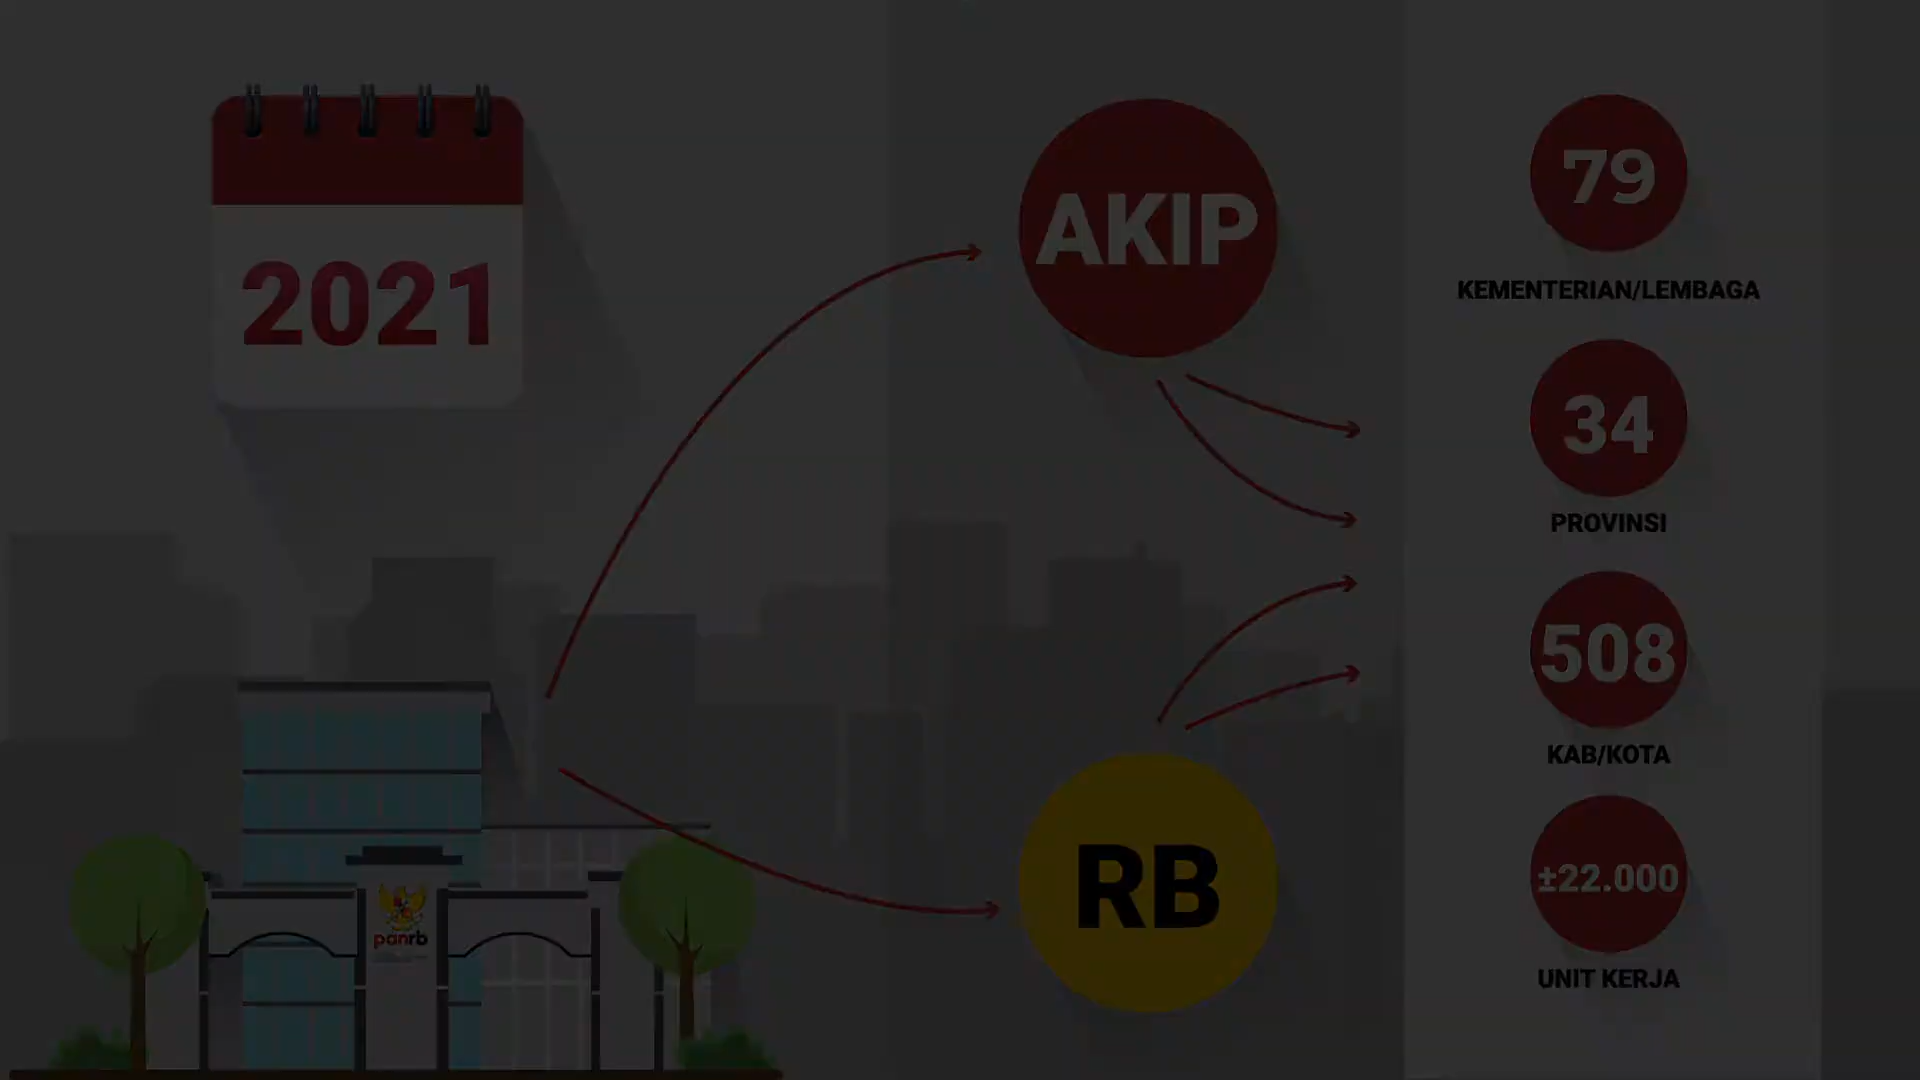 2021
AKIP
RB
79
KEMENTERIAN/LEMBAGA
34
PROVINSI
508
KAB/KOTA
±22.000
UNIT KERJA
panrb